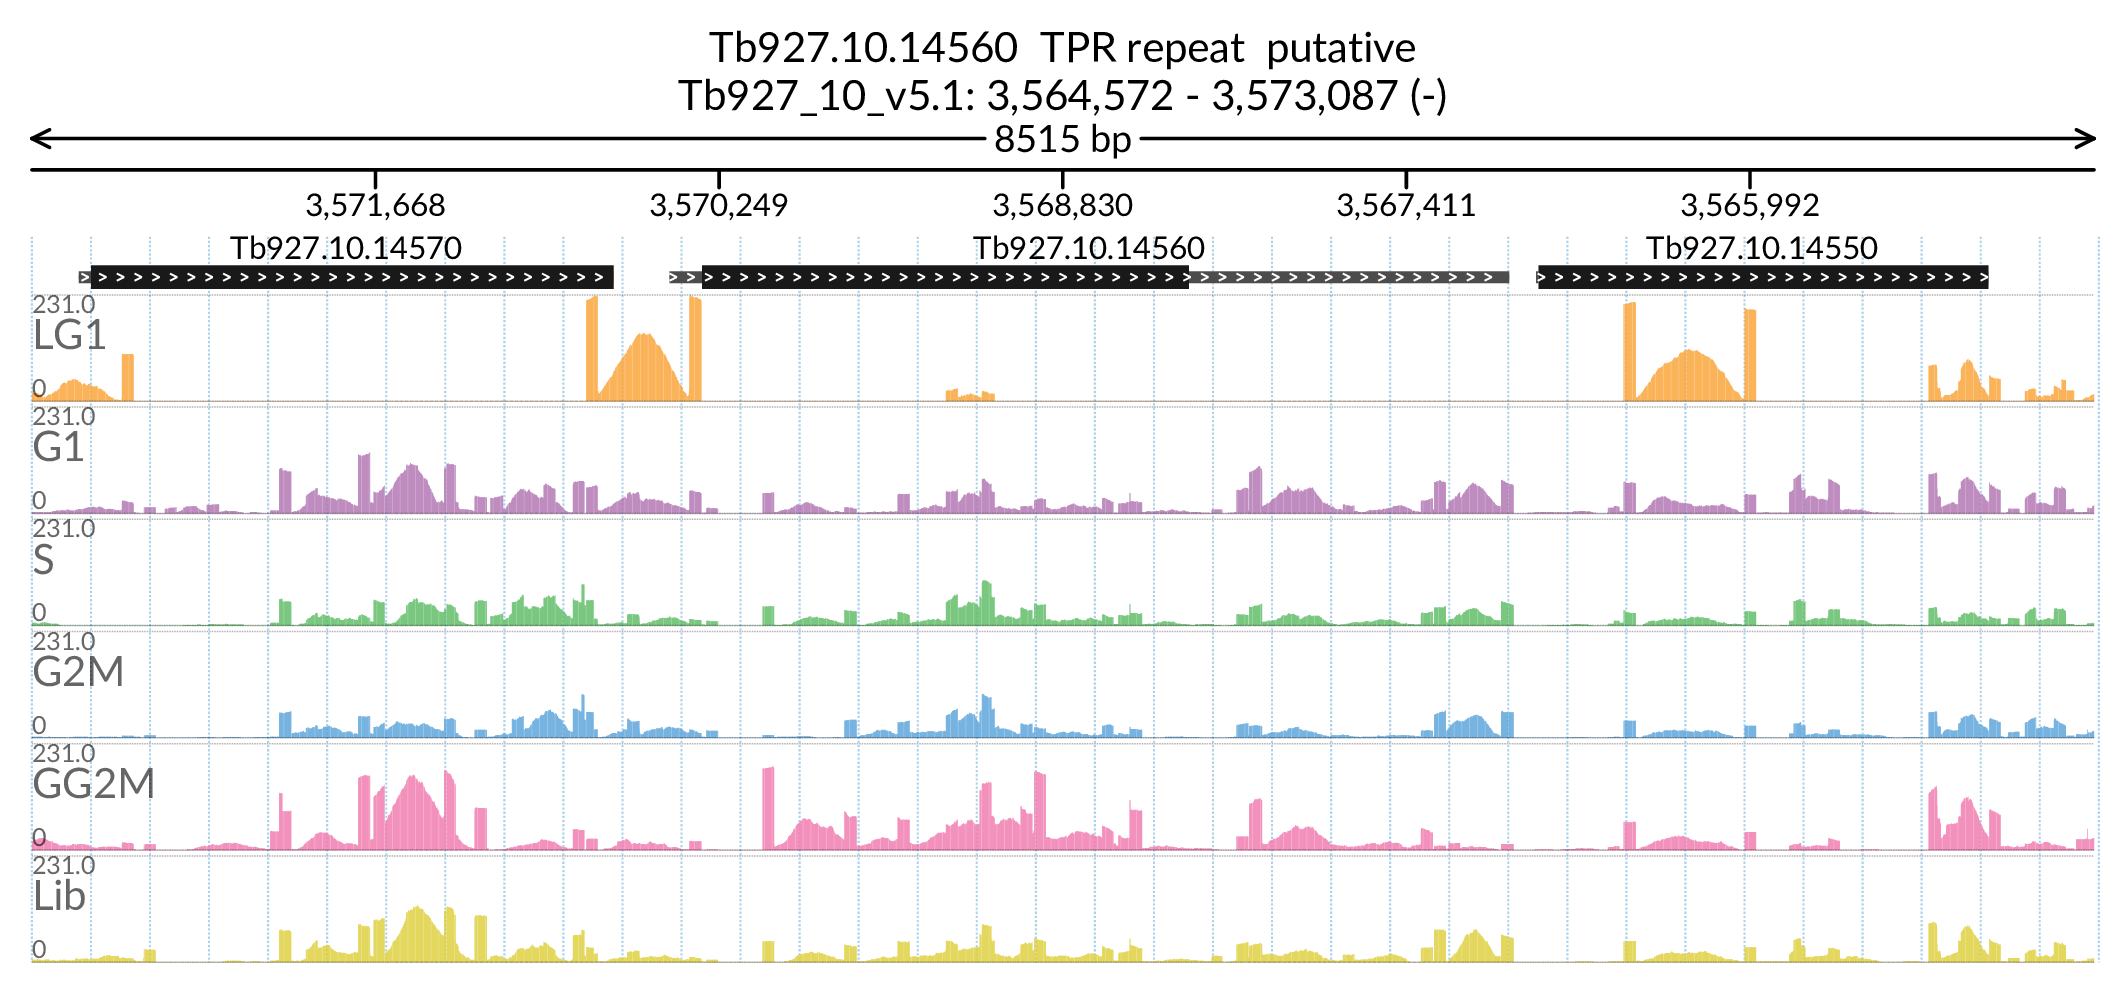 Tb927.10.14560 TPR repeat putative
Tb927_10_v5.1: 3,564,572 - 3,573,087 (-)
8515 bp
3,571,668 3,570,249 3,568,830 3,567,411 3,565,992
Tb927.10.14570 Tb927.10.14560 Tb927.10.14550
231.0
LG1
0
231.0
G1
0
231.0
S
0
231.0
G2M
0
231.0
GG2M
0
231.0
Lib
0